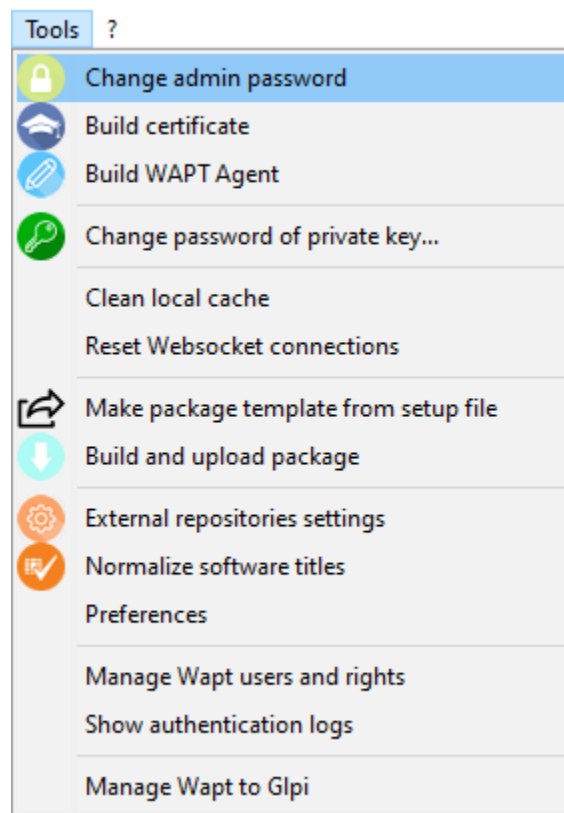 Tools ?
Change admin password
Build certificate
Build WAPT Agent
Change password of private key...
Clean local cache
Reset Websocket connections
Make package template from setup file
Build and upload package
External repositories settings
Normalize software titles
Preferences
Manage Wapt users and rights
Show authentication logs
Manage Wapt to Glpi